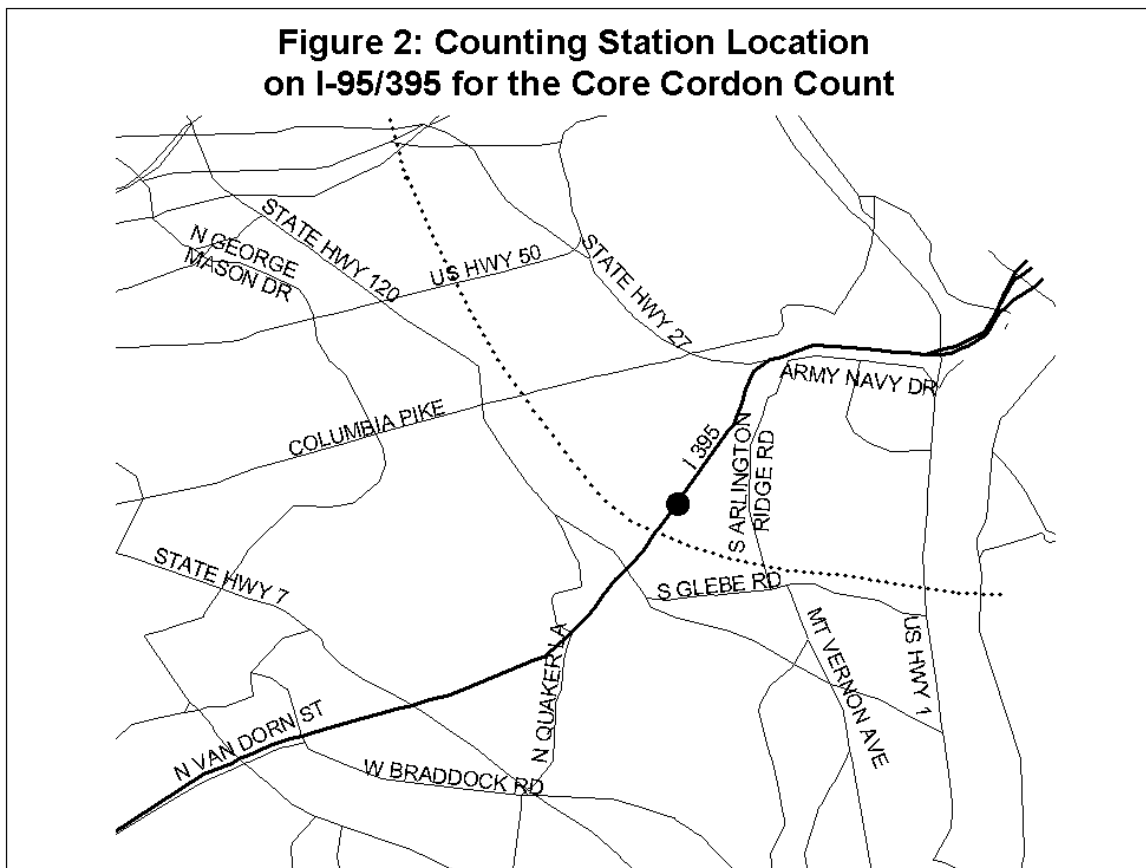 Figure 2: Counting Station Location
on I-95/395 for the Core Cordon Count
STATE HWY 120
N GEORGE
MASON DR
US HWY 50
STATE HWY 27
ARMY NAVY DR
COLUMBIA PIKE
I 395
S ARLINGTON
RIDGE RD
STATE HWY 7
S GLEBE RD
MT VERNON AVE
US HWY 1
N QUAKER LA
N VAN DORN ST
W BRADDOCK RD